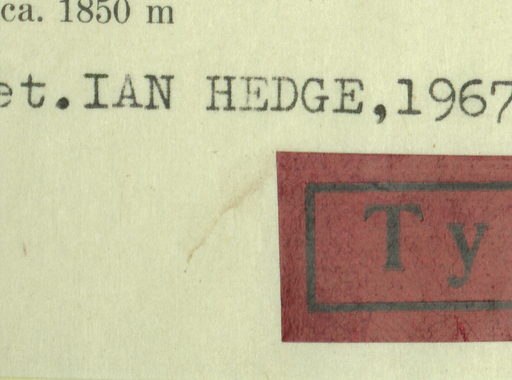 ca. 1850 m
et. IAN HEDGE, 1967
Ty